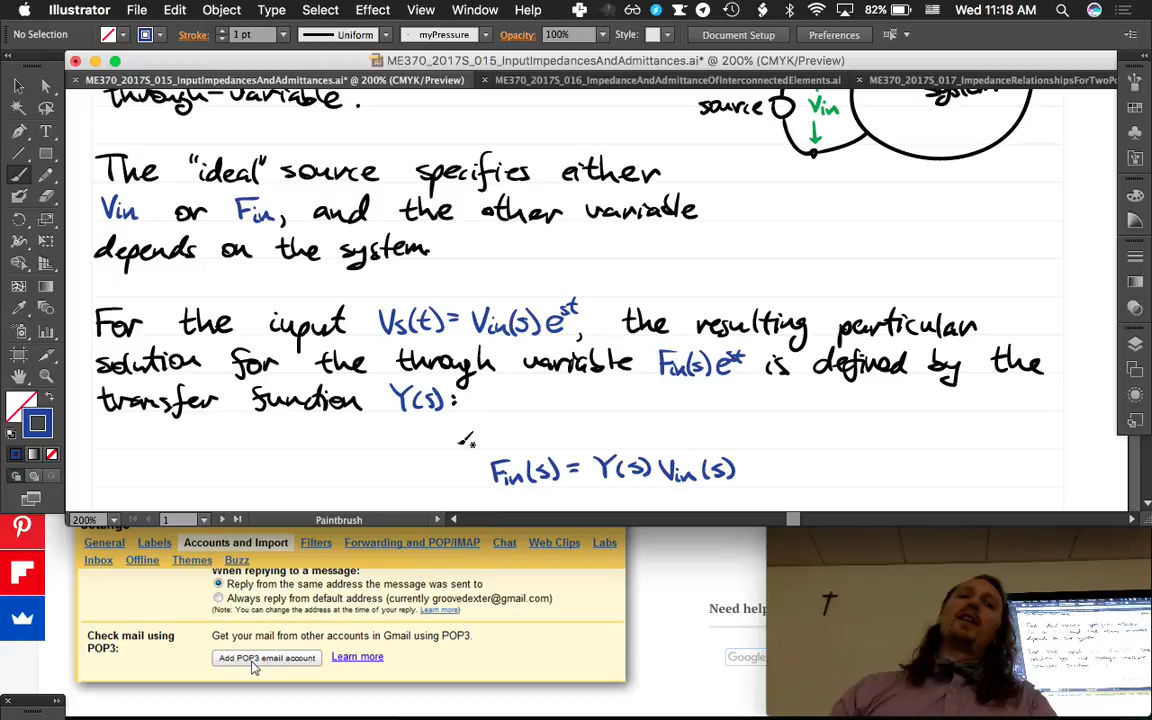 Illustrator File Edit Object Type Select Effect View Window Help 82% Wed 11:18 AM
No Selection Stroke: 1 pt Uniform myPressure Opacity: 100% Style: Document Setup Preferences
ME370_2017S_015_InputImpedancesAndAdmittances.ai* @ 200% (CMYK/Preview)
ME370_2017S_015_InputImpedancesAndAdmittances.ai* @ 200% (CMYK/Preview) ME370_2017S_016_ImpedanceAndAdmittanceOfInterconnectedElements.ai ME370_2017S_017_ImpedanceRelationshipsForTwoPo
through-variable.
source Vin system
The "ideal" source specifies either
Vin or Fin, and the other variable
depends on the system
For the input Vs(t) = Vin(s)e^st, the resulting particular
solution for the through variable Fin(s)e^st is defined by the
transfer function Y(s):
Fin(s) = Y(s) Vin(s)
200% 1 Paintbrush
Settings
General Labels Accounts and Import Filters Forwarding and POP/IMAP Chat Web Clips Labs
Inbox Offline Themes Buzz
When replying to a message:
Reply from the same address the message was sent to
Always reply from default address (currently groovedexter@gmail.com)
(Note: You can change the address at the time of your reply. Learn more)
Check mail using
POP3:
Get your mail from other accounts in Gmail using POP3.
Add POP3 email account Learn more
Need help
Google